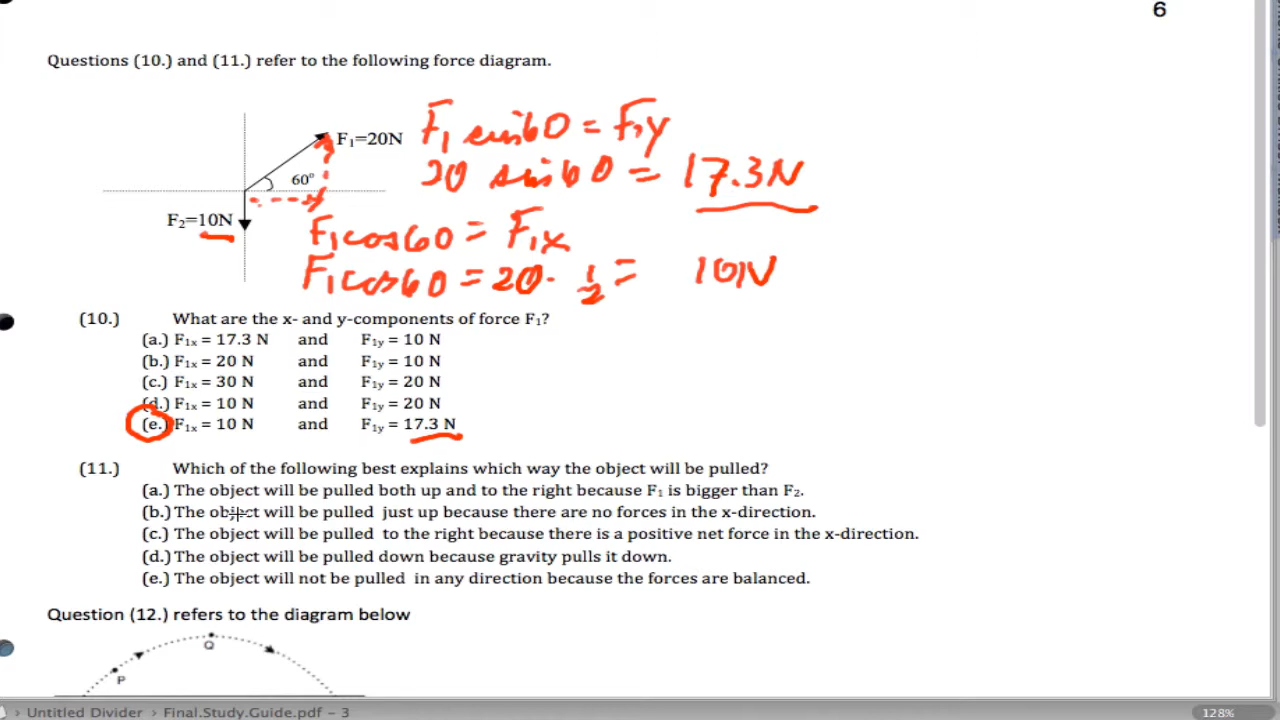 6
Questions (10.) and (11.) refer to the following force diagram.
F₁=20N
60°
F₂=10N
F₁ sin60 = F₁y
20 sin60 = 17.3N
F₁cos60 = F₁x
F₁cos60 = 20 · 1/2 = 10N
(10.) What are the x- and y-components of force F₁?
(a.) F₁ₓ = 17.3 N and F₁y = 10 N
(b.) F₁ₓ = 20 N and F₁y = 10 N
(c.) F₁ₓ = 30 N and F₁y = 20 N
(d.) F₁ₓ = 10 N and F₁y = 20 N
(e.) F₁ₓ = 10 N and F₁y = 17.3 N
(11.) Which of the following best explains which way the object will be pulled?
(a.) The object will be pulled both up and to the right because F₁ is bigger than F₂.
(b.) The object will be pulled just up because there are no forces in the x-direction.
(c.) The object will be pulled to the right because there is a positive net force in the x-direction.
(d.) The object will be pulled down because gravity pulls it down.
(e.) The object will not be pulled in any direction because the forces are balanced.
Question (12.) refers to the diagram below
Q
P
› Untitled Divider › Final.Study.Guide.pdf – 3
128%